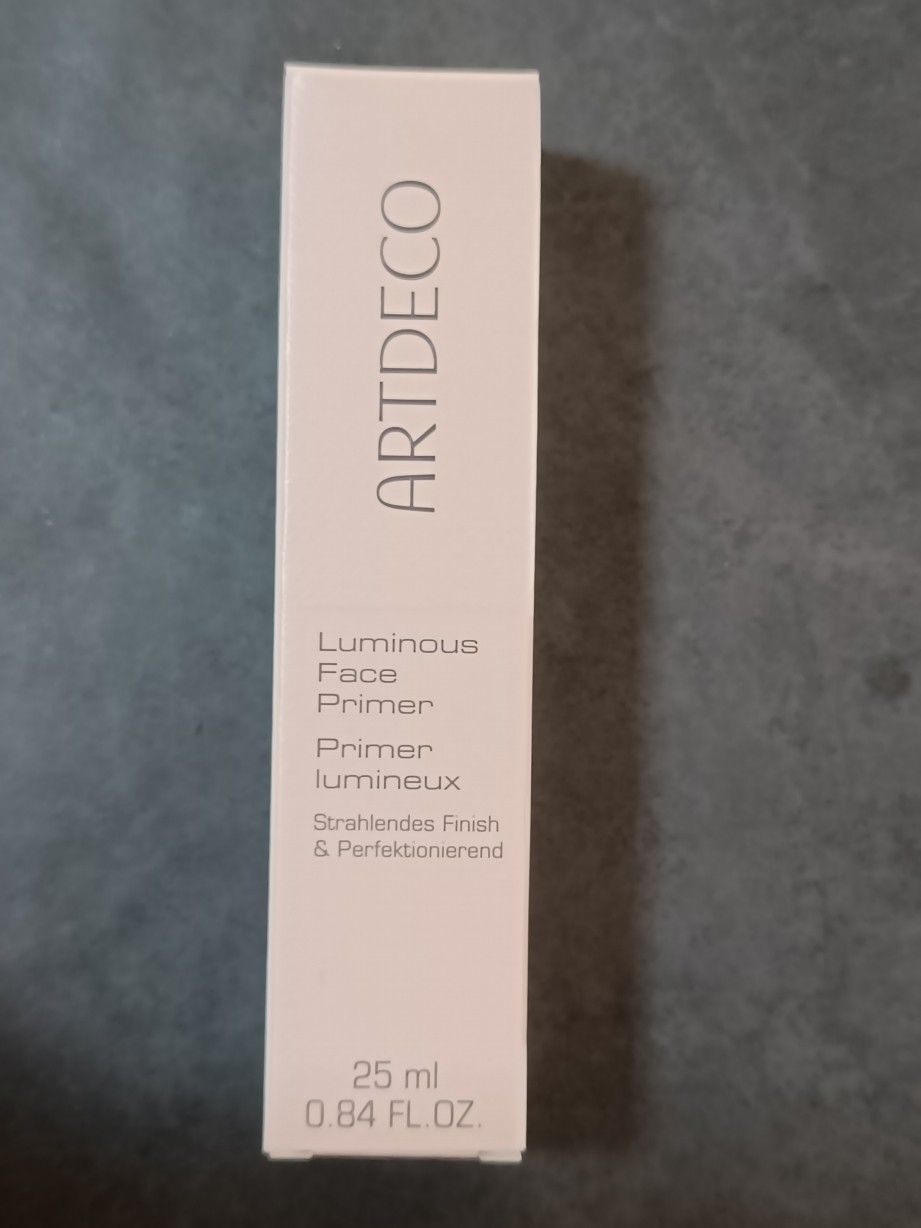 ARTDECO
Luminous
Face
Primer
Primer
lumineux
Strahlendes Finish
& Perfektionierend
25 ml
0.84 FL.OZ.